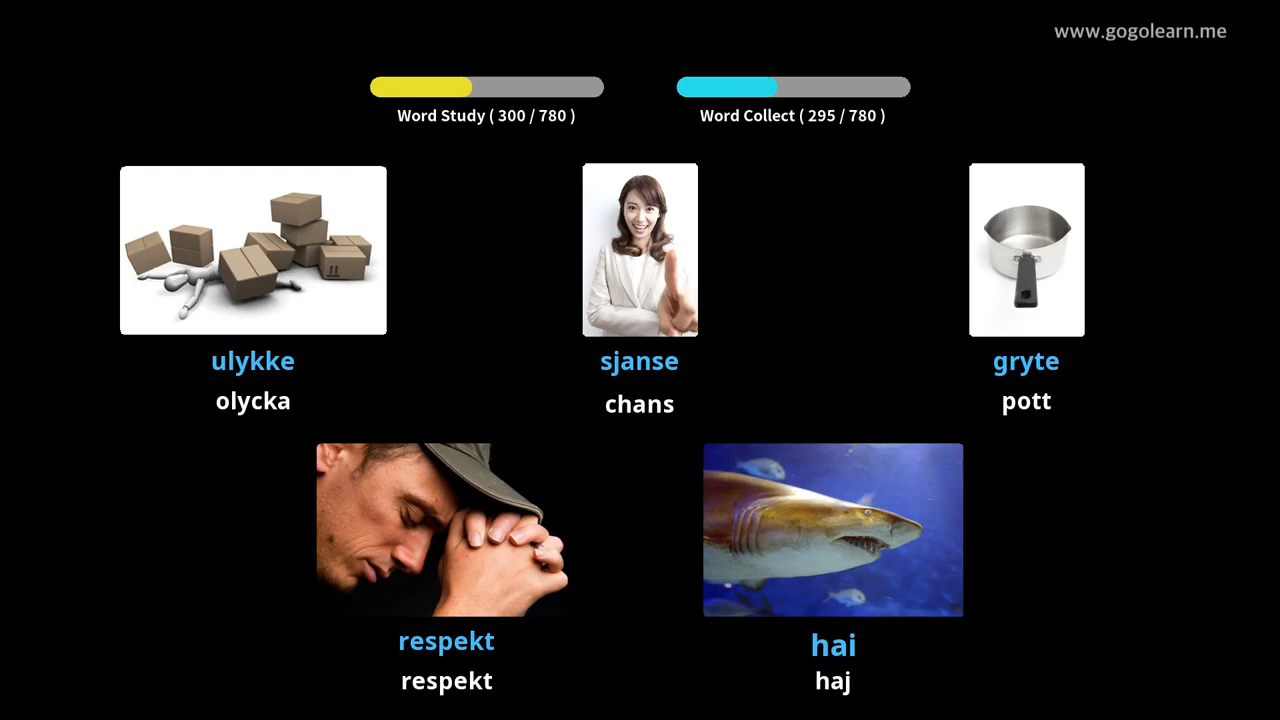 www.gogolearn.me
Word Study ( 300 / 780 )
Word Collect ( 295 / 780 )
ulykke
olycka
sjanse
chans
gryte
pott
respekt
respekt
hai
haj